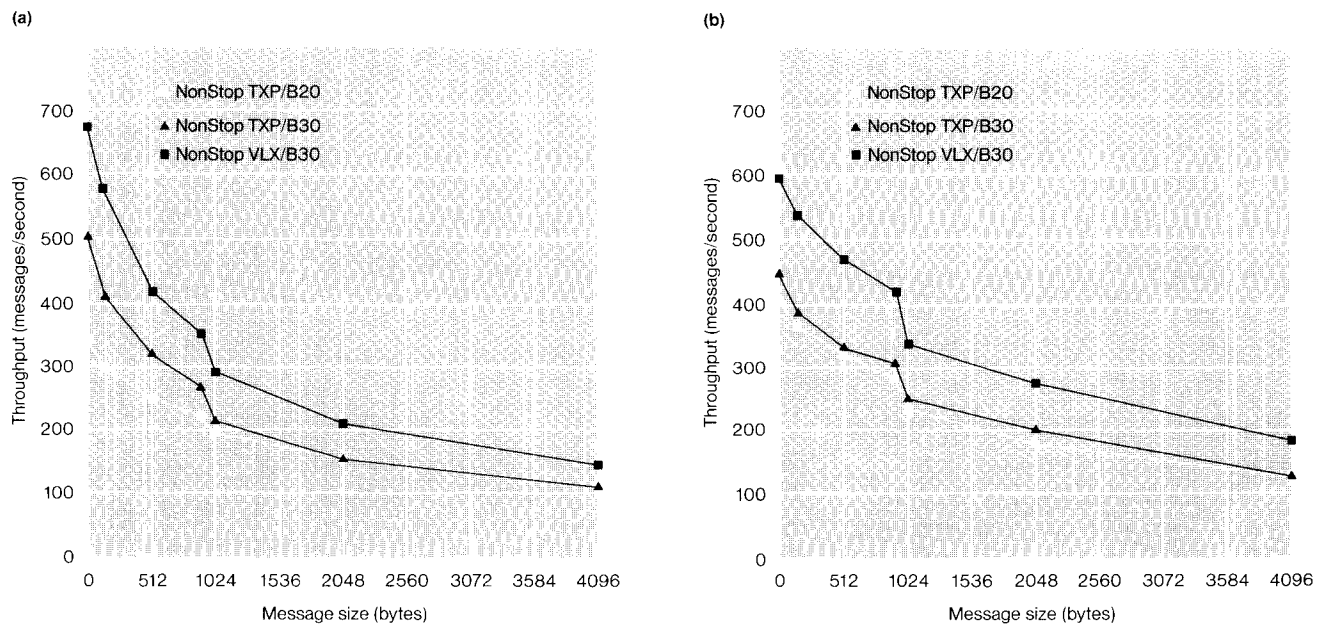 (a)
NonStop TXP/B20
NonStop TXP/B30
NonStop VLX/B30
Throughput (messages/second)
700
600
500
400
300
200
100
0
0 512 1024 1536 2048 2560 3072 3584 4096
Message size (bytes)
(b)
NonStop TXP/B20
NonStop TXP/B30
NonStop VLX/B30
Throughput (messages/second)
700
600
500
400
300
200
100
0
0 512 1024 1536 2048 2560 3072 3584 4096
Message size (bytes)